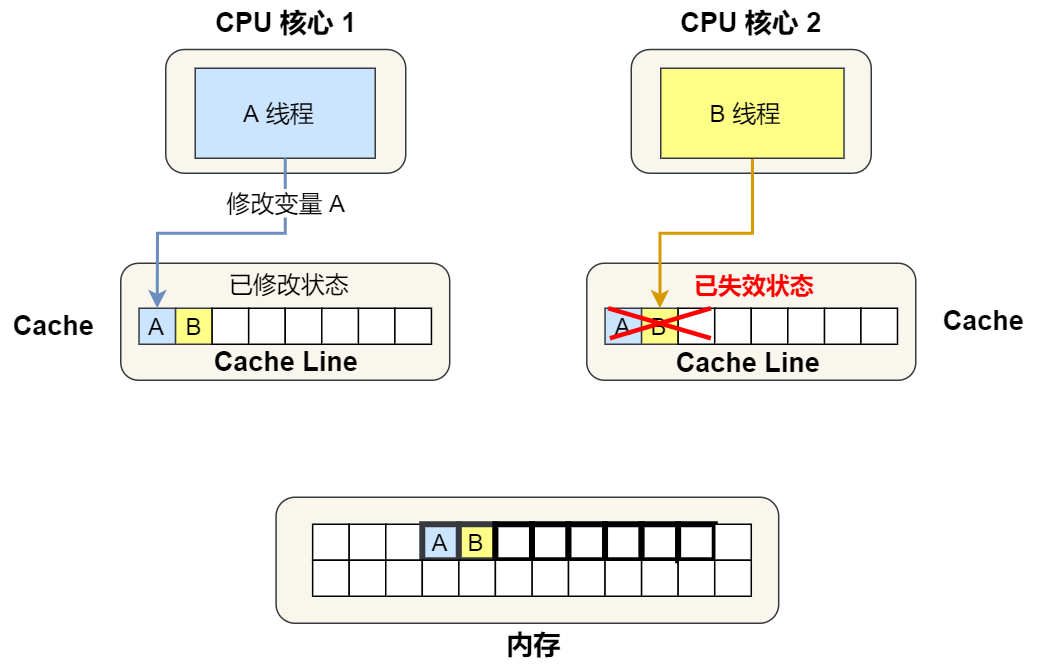 CPU 核心 1
CPU 核心 2
A 线程
B 线程
修改变量 A
已修改状态
已失效状态
Cache
A B
A B
Cache
Cache Line
Cache Line
A B
内存